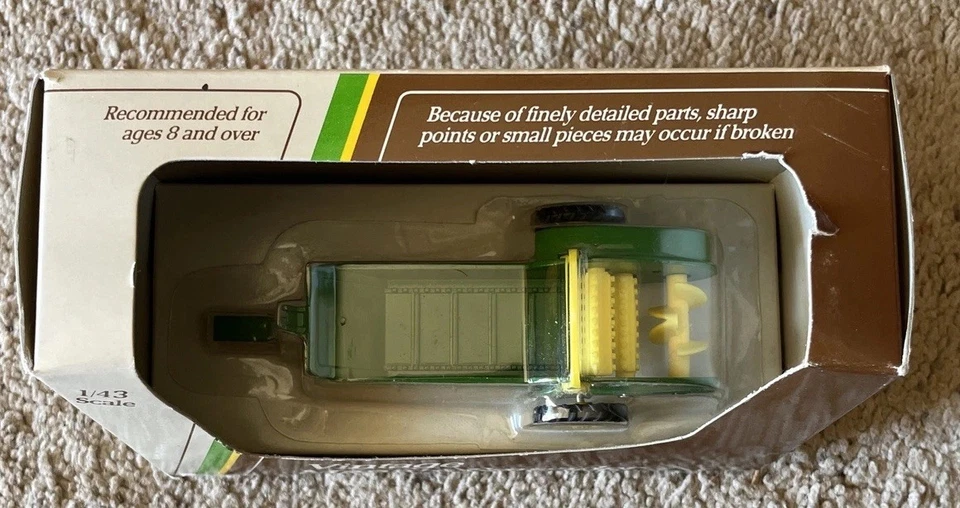 Recommended for
ages 8 and over
Because of finely detailed parts, sharp
points or small pieces may occur if broken
1/43
Scale